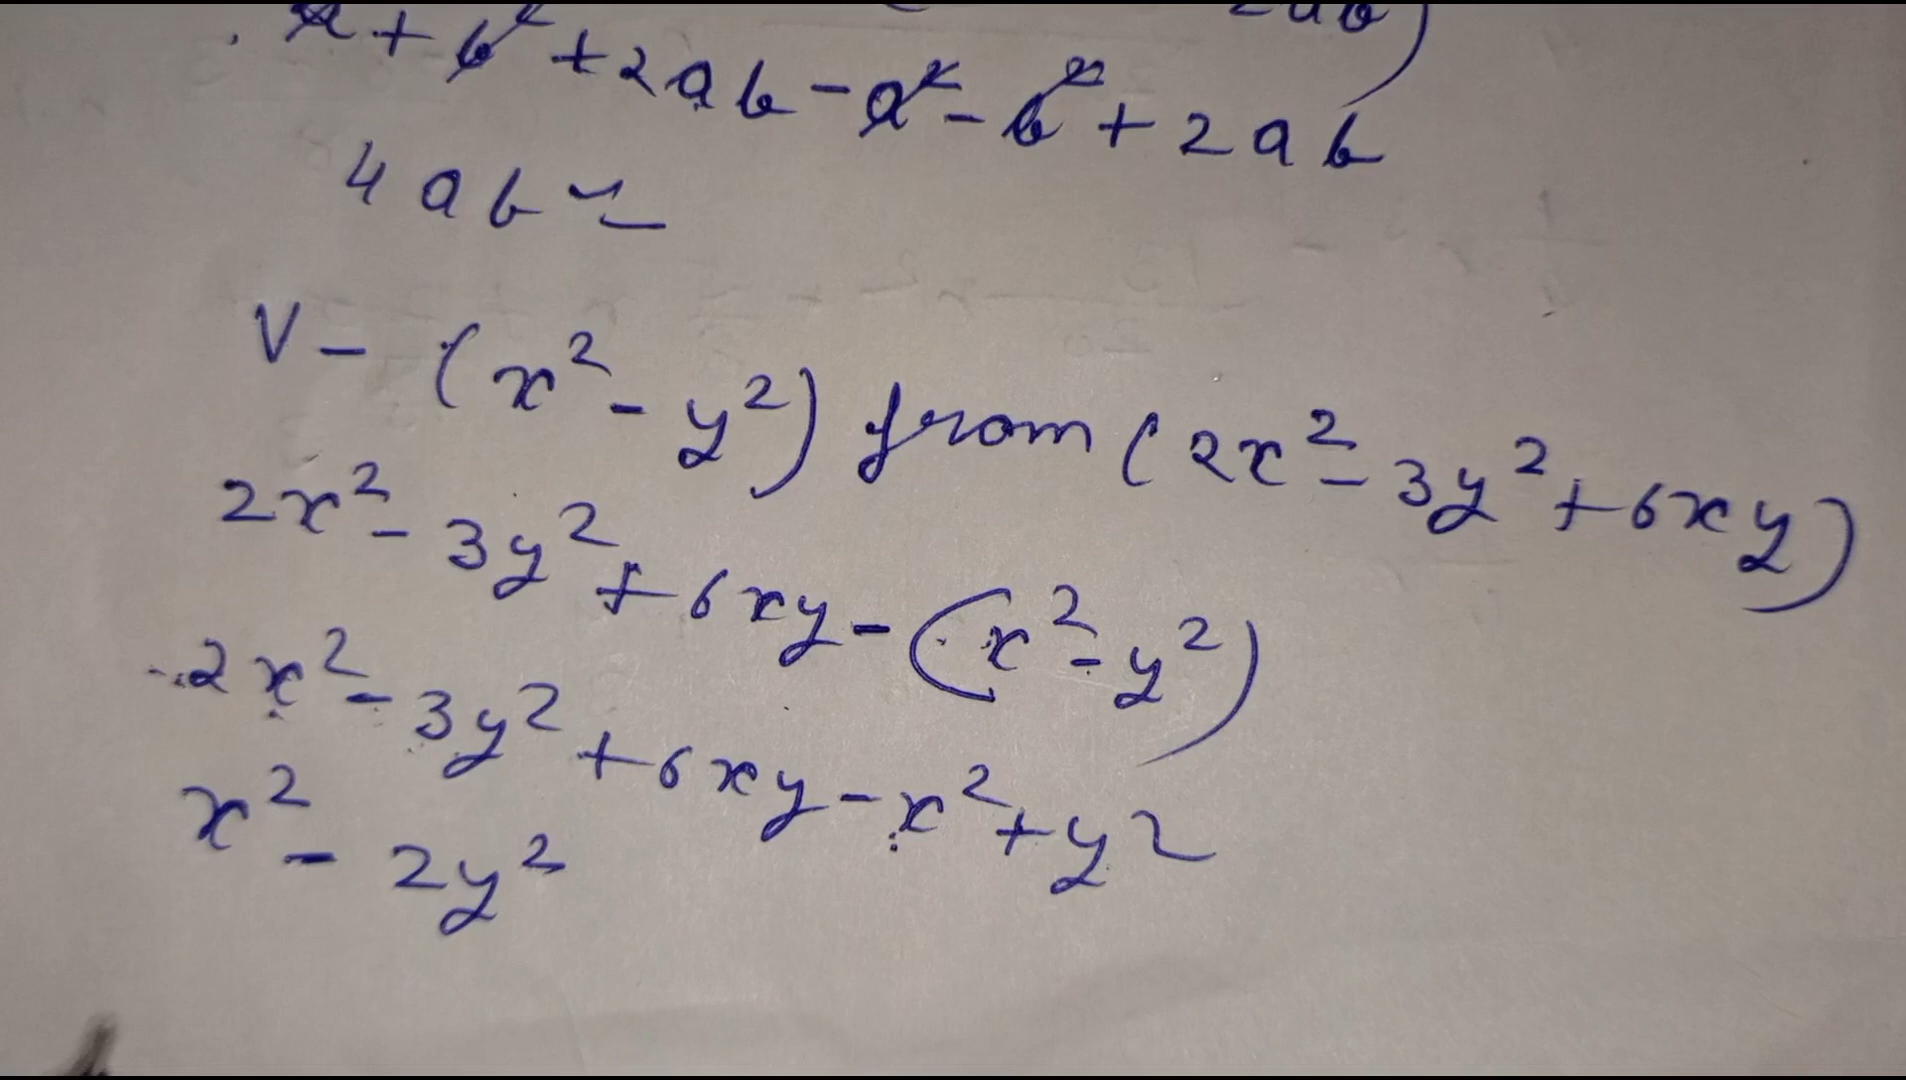 a² + b² + 2ab - a² - b² + 2ab
4ab
V - (x² - y²) from (2x² - 3y² + 6xy)
2x² - 3y² + 6xy - (x² - y²)
2x² - 3y² + 6xy - x² + y2
x² - 2y²